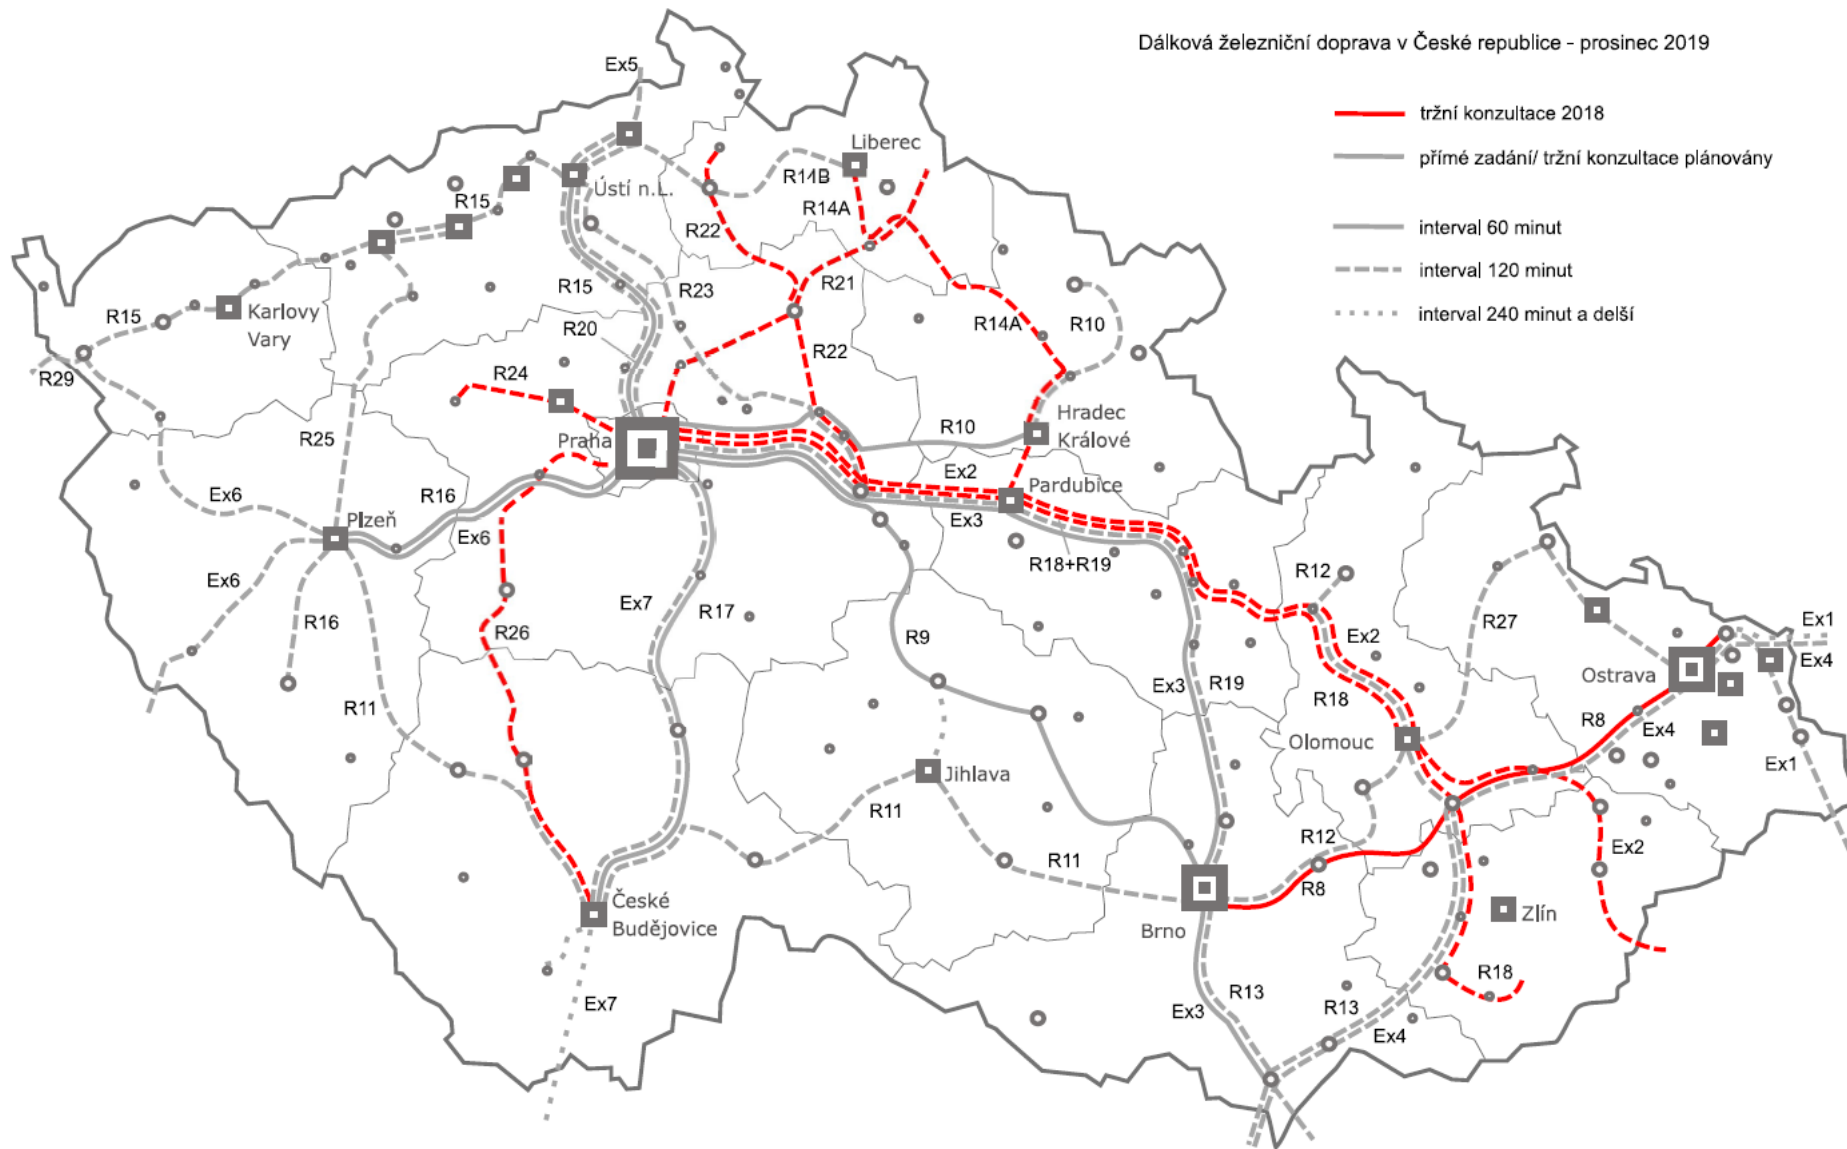 Dálková železniční doprava v České republice - prosinec 2019
tržní konzultace 2018
přímé zadání/ tržní konzultace plánovány
interval 60 minut
interval 120 minut
interval 240 minut a delší
Ex5
Liberec
R14B
Ústí n.L.
R15
R14A
R22
R15
R21
R23
R15
Karlovy
Vary
R14A
R10
R20
R22
R29
R24
R25
Hradec
Králové
R10
Praha
Ex2
Pardubice
R16
Ex6
Plzeň
Ex6
Ex3
R18+R19
R12
Ex6
Ex7
R17
R16
R26
R9
R27
Ex2
Ex1
Ex4
Ostrava
Ex3
R19
R18
R11
R8
Ex4
Olomouc
Ex1
Jihlava
R11
R12
R11
R8
Ex2
České
Budějovice
Zlín
Brno
R18
Ex7
Ex3
R13
R13
Ex4